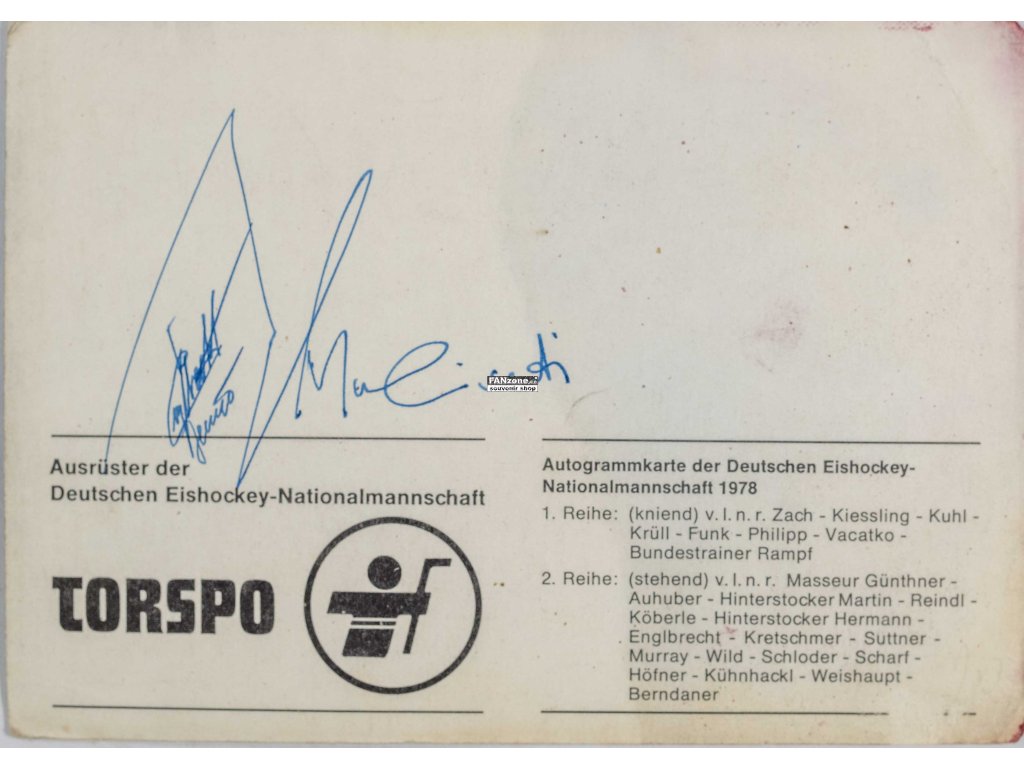 FANzone.cz
souvenir shop
Ausrüster der
Deutschen Eishockey-Nationalmannschaft
TORSPO
Autogrammkarte der Deutschen Eishockey-
Nationalmannschaft 1978
1. Reihe: (kniend) v. l. n. r. Zach - Kiessling - Kuhl -
Krüll - Funk - Philipp - Vacatko -
Bundestrainer Rampf
2. Reihe: (stehend) v. l. n. r. Masseur Günthner -
Auhuber - Hinterstocker Martin - Reindl -
Köberle - Hinterstocker Hermann -
Englbrecht - Kretschmer - Suttner -
Murray - Wild - Schloder - Scharf -
Höfner - Kühnhackl - Weishaupt -
Berndaner